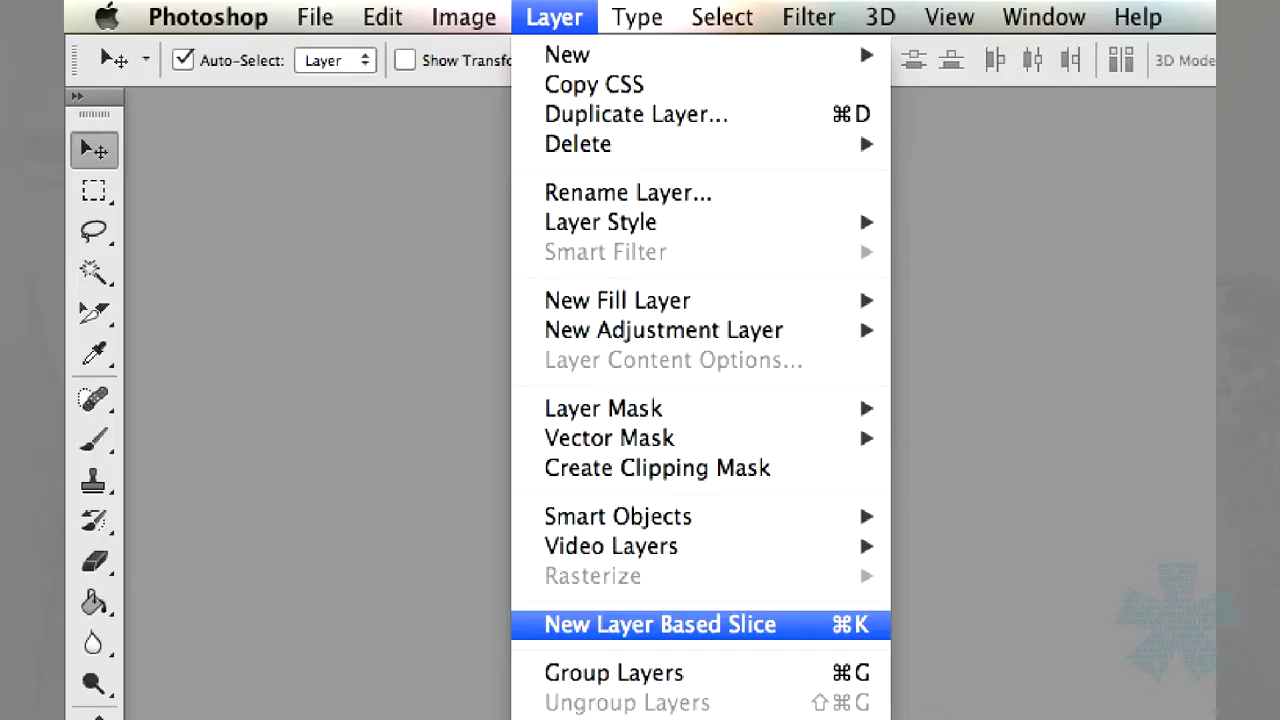 Photoshop File Edit Image Layer Type Select Filter 3D View Window Help
Auto-Select: Layer Show Transfo 3D Mode
New
Copy CSS
Duplicate Layer... ⌘D
Delete
Rename Layer...
Layer Style
Smart Filter
New Fill Layer
New Adjustment Layer
Layer Content Options...
Layer Mask
Vector Mask
Create Clipping Mask
Smart Objects
Video Layers
Rasterize
New Layer Based Slice ⌘K
Group Layers ⌘G
Ungroup Layers ⇧⌘G